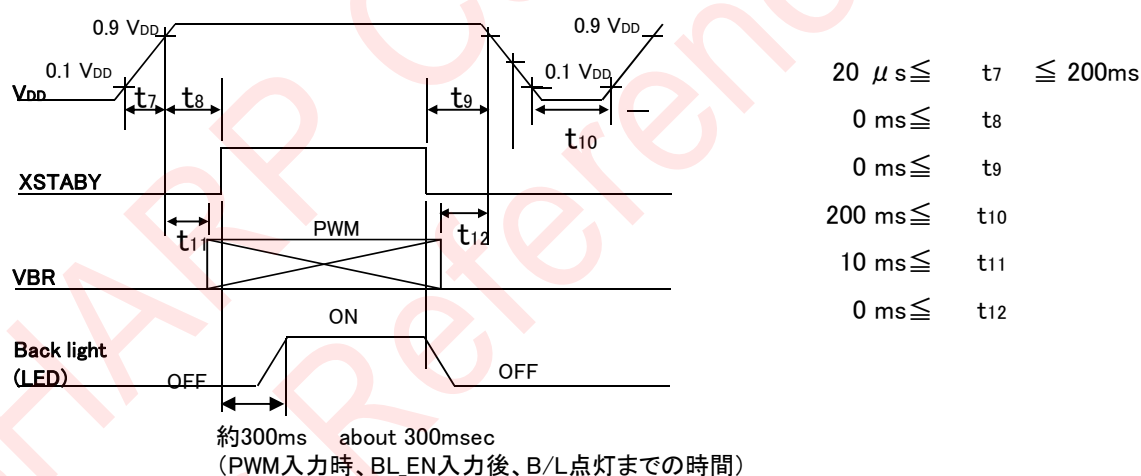 0.9 VDD
0.9 VDD
0.1 VDD
0.1 VDD
VDD
t7
t8
t9
t10
XSTABY
t11
PWM
t12
VBR
ON
Back light
(LED)
OFF
OFF
約300ms about 300msec
(PWM入力時、BL_EN入力後、B/L点灯までの時間)
20 μs≦ t7 ≦ 200ms
0 ms≦ t8
0 ms≦ t9
200 ms≦ t10
10 ms≦ t11
0 ms≦ t12
Reference